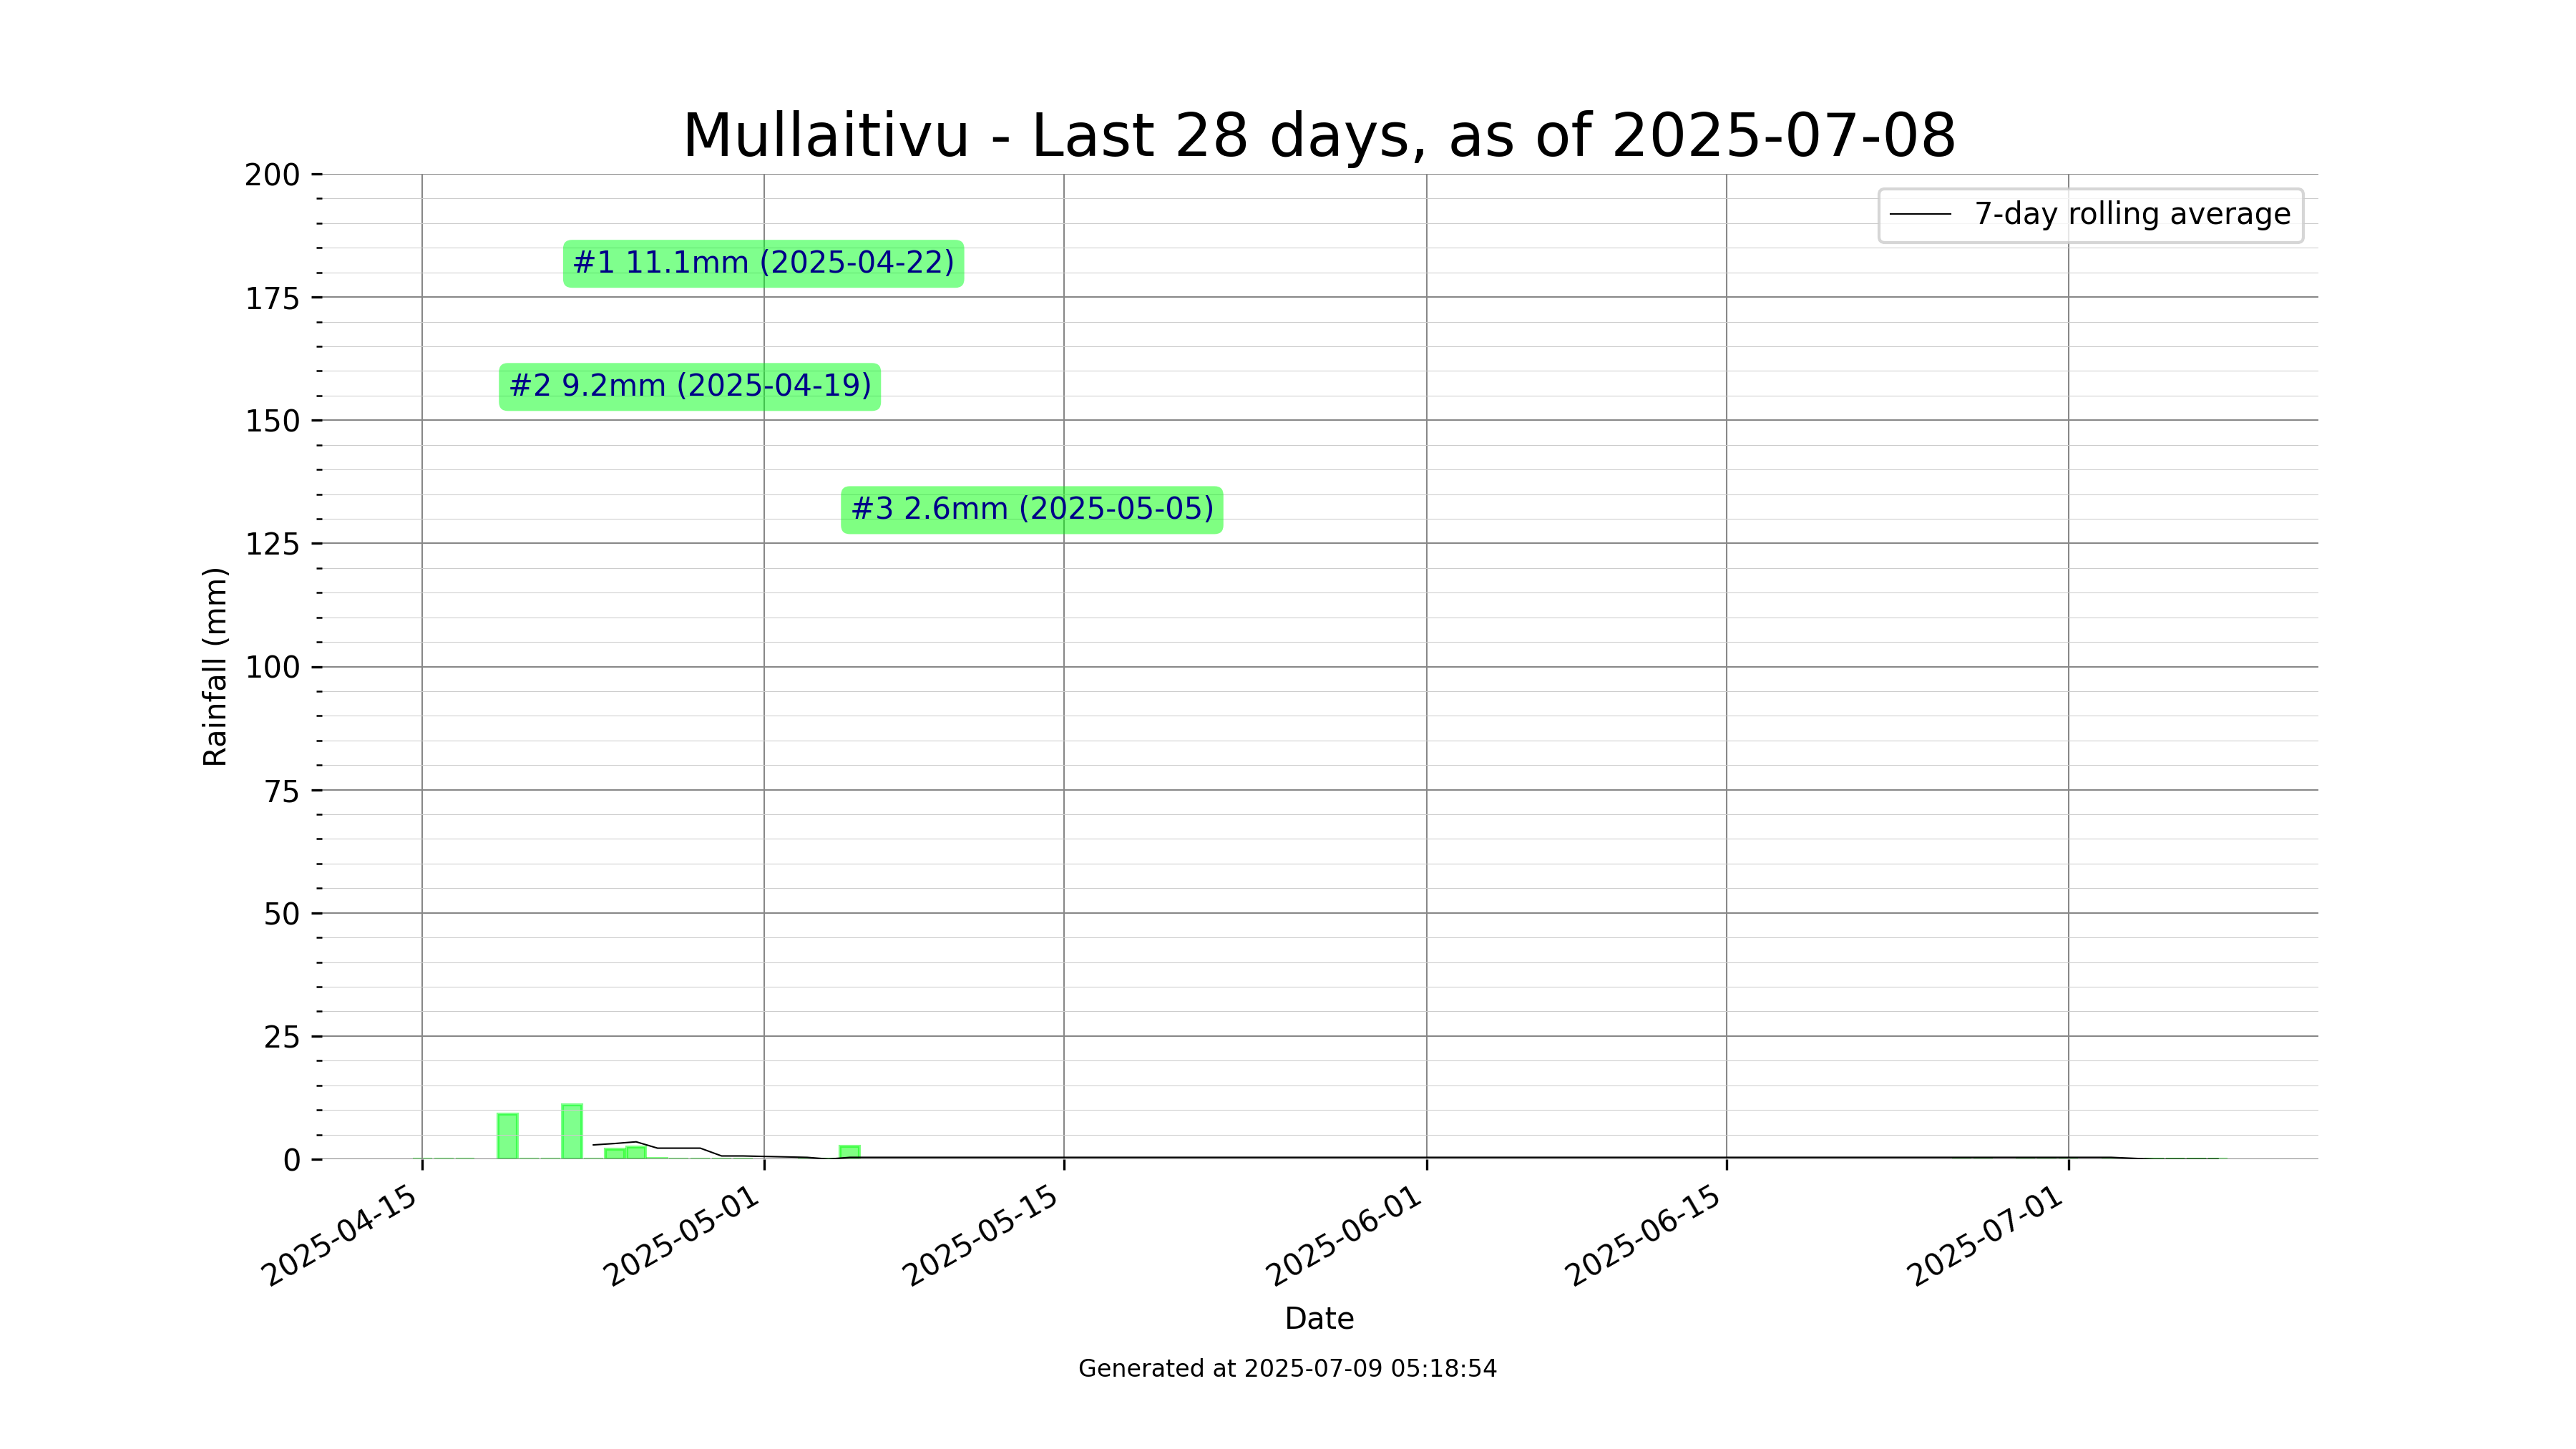 Mullaitivu - Last 28 days, as of 2025-07-08
200
175
150
125
100
75
50
25
0
Rainfall (mm)
7-day rolling average
#1 11.1mm (2025-04-22)
#2 9.2mm (2025-04-19)
#3 2.6mm (2025-05-05)
2025-04-15
2025-05-01
2025-05-15
2025-06-01
2025-06-15
2025-07-01
Date
Generated at 2025-07-09 05:18:54